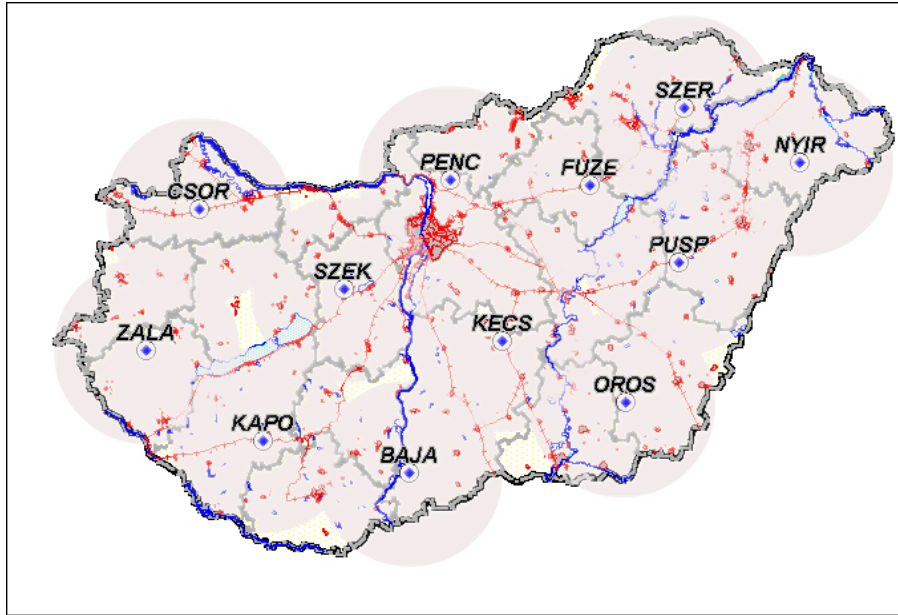 SZER
NYIR
PENC
FUZE
CSOR
PUSP
SZEK
ZALA
KECS
OROS
KAPO
BAJA